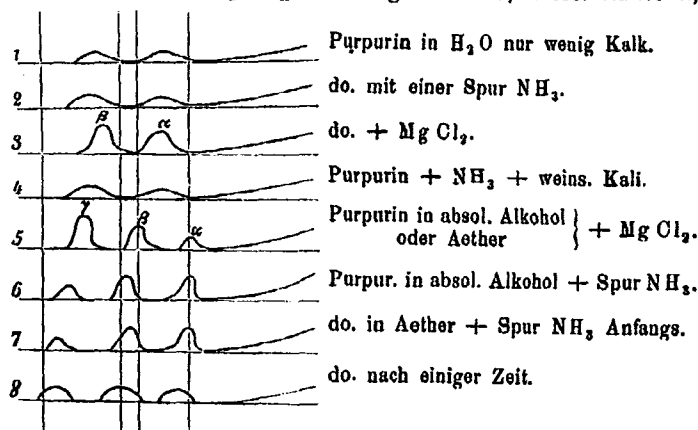 1 Purpurin in H₂O nur wenig Kalk.
2 do. mit einer Spur NH₃.
β α
3 do. + Mg Cl₂.
4 Purpurin + NH₃ + weins. Kali.
γ β α
5 Purpurin in absol. Alkohol
oder Aether } + Mg Cl₂.
6 Purpur. in absol. Alkohol + Spur NH₃.
7 do. in Aether + Spur NH₃ Anfangs.
8 do. nach einiger Zeit.